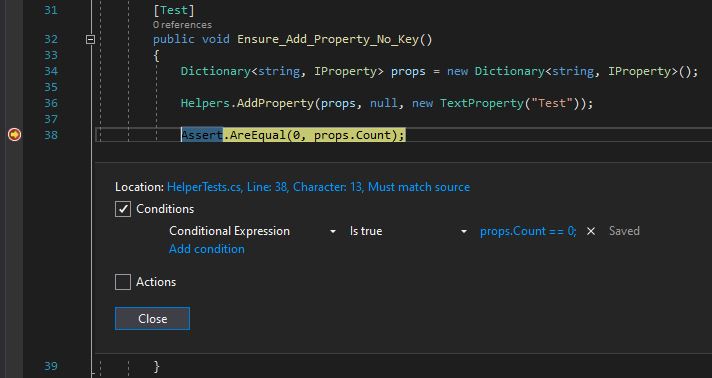 31 [Test]
0 references
32 public void Ensure_Add_Property_No_Key()
33 {
34 Dictionary<string, IProperty> props = new Dictionary<string, IProperty>();
35
36 Helpers.AddProperty(props, null, new TextProperty("Test"));
37
38 Assert.AreEqual(0, props.Count);
Location: HelperTests.cs, Line: 38, Character: 13, Must match source
Conditions
Conditional Expression Is true props.Count == 0; Saved
Add condition
Actions
Close
39 }